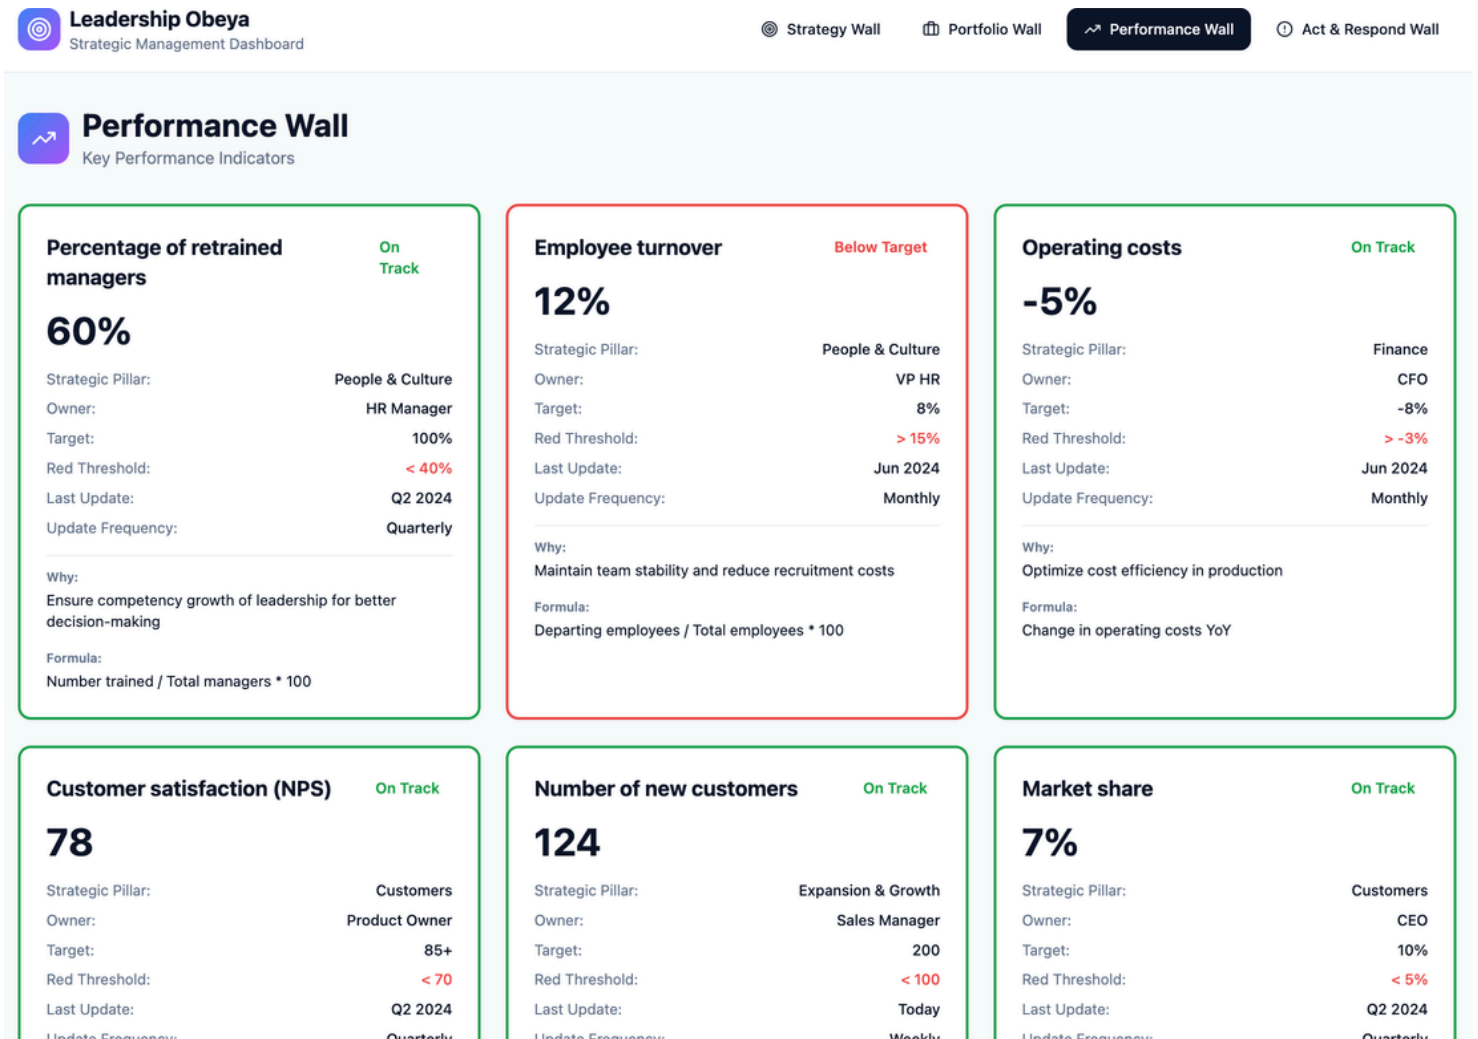 Leadership Obeya
Strategic Management Dashboard
Strategy Wall
Portfolio Wall
Performance Wall
Act & Respond Wall
Performance Wall
Key Performance Indicators
Percentage of retrained
managers
On
Track
60%
Strategic Pillar: People & Culture
Owner: HR Manager
Target: 100%
Red Threshold: < 40%
Last Update: Q2 2024
Update Frequency: Quarterly
Why:
Ensure competency growth of leadership for better
decision-making
Formula:
Number trained / Total managers * 100
Employee turnover
Below Target
12%
Strategic Pillar: People & Culture
Owner: VP HR
Target: 8%
Red Threshold: > 15%
Last Update: Jun 2024
Update Frequency: Monthly
Why:
Maintain team stability and reduce recruitment costs
Formula:
Departing employees / Total employees * 100
Operating costs
On Track
-5%
Strategic Pillar: Finance
Owner: CFO
Target: -8%
Red Threshold: > -3%
Last Update: Jun 2024
Update Frequency: Monthly
Why:
Optimize cost efficiency in production
Formula:
Change in operating costs YoY
Customer satisfaction (NPS)
On Track
78
Strategic Pillar: Customers
Owner: Product Owner
Target: 85+
Red Threshold: < 70
Last Update: Q2 2024
Update Frequency: Quarterly
Number of new customers
On Track
124
Strategic Pillar: Expansion & Growth
Owner: Sales Manager
Target: 200
Red Threshold: < 100
Last Update: Today
Update Frequency: Weekly
Market share
On Track
7%
Strategic Pillar: Customers
Owner: CEO
Target: 10%
Red Threshold: < 5%
Last Update: Q2 2024
Update Frequency: Quarterly